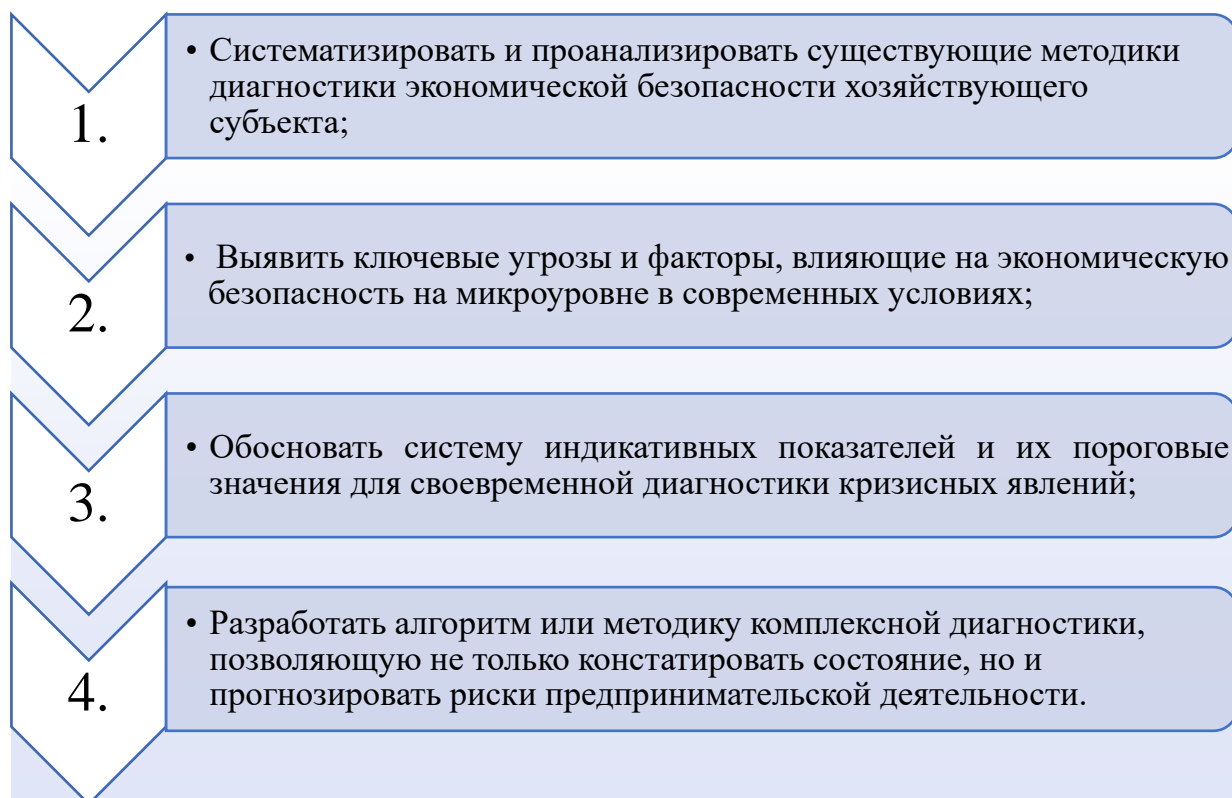 1.
• Систематизировать и проанализировать существующие методики
диагностики экономической безопасности хозяйствующего
субъекта;
2.
• Выявить ключевые угрозы и факторы, влияющие на экономическую
безопасность на микроуровне в современных условиях;
3.
• Обосновать систему индикативных показателей и их пороговые
значения для своевременной диагностики кризисных явлений;
4.
• Разработать алгоритм или методику комплексной диагностики,
позволяющую не только констатировать состояние, но и
прогнозировать риски предпринимательской деятельности.